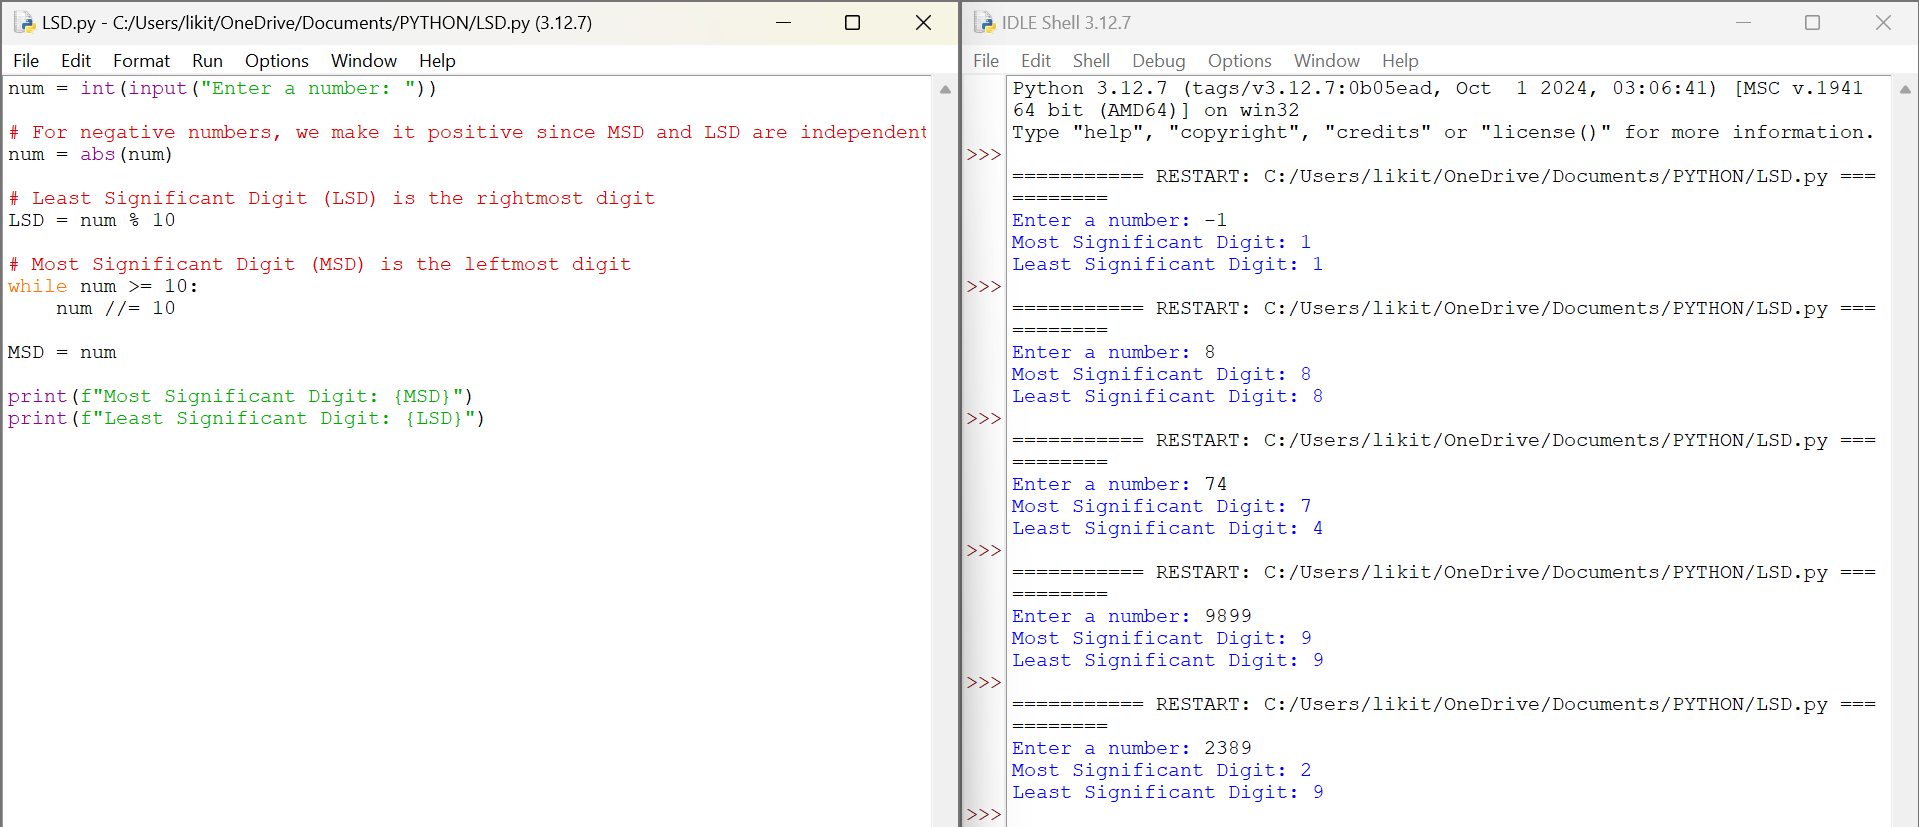 LSD.py - C:/Users/likit/OneDrive/Documents/PYTHON/LSD.py (3.12.7)
File Edit Format Run Options Window Help
num = int(input("Enter a number: "))
# For negative numbers, we make it positive since MSD and LSD are independent
num = abs(num)
# Least Significant Digit (LSD) is the rightmost digit
LSD = num % 10
# Most Significant Digit (MSD) is the leftmost digit
while num >= 10:
    num //= 10
MSD = num
print(f"Most Significant Digit: {MSD}")
print(f"Least Significant Digit: {LSD}")
IDLE Shell 3.12.7
File Edit Shell Debug Options Window Help
Python 3.12.7 (tags/v3.12.7:0b05ead, Oct  1 2024, 03:06:41) [MSC v.1941
64 bit (AMD64)] on win32
Type "help", "copyright", "credits" or "license()" for more information.
>>>
=========== RESTART: C:/Users/likit/OneDrive/Documents/PYTHON/LSD.py ===
========
Enter a number: -1
Most Significant Digit: 1
Least Significant Digit: 1
>>>
=========== RESTART: C:/Users/likit/OneDrive/Documents/PYTHON/LSD.py ===
========
Enter a number: 8
Most Significant Digit: 8
Least Significant Digit: 8
>>>
=========== RESTART: C:/Users/likit/OneDrive/Documents/PYTHON/LSD.py ===
========
Enter a number: 74
Most Significant Digit: 7
Least Significant Digit: 4
>>>
=========== RESTART: C:/Users/likit/OneDrive/Documents/PYTHON/LSD.py ===
========
Enter a number: 9899
Most Significant Digit: 9
Least Significant Digit: 9
>>>
=========== RESTART: C:/Users/likit/OneDrive/Documents/PYTHON/LSD.py ===
========
Enter a number: 2389
Most Significant Digit: 2
Least Significant Digit: 9
>>>